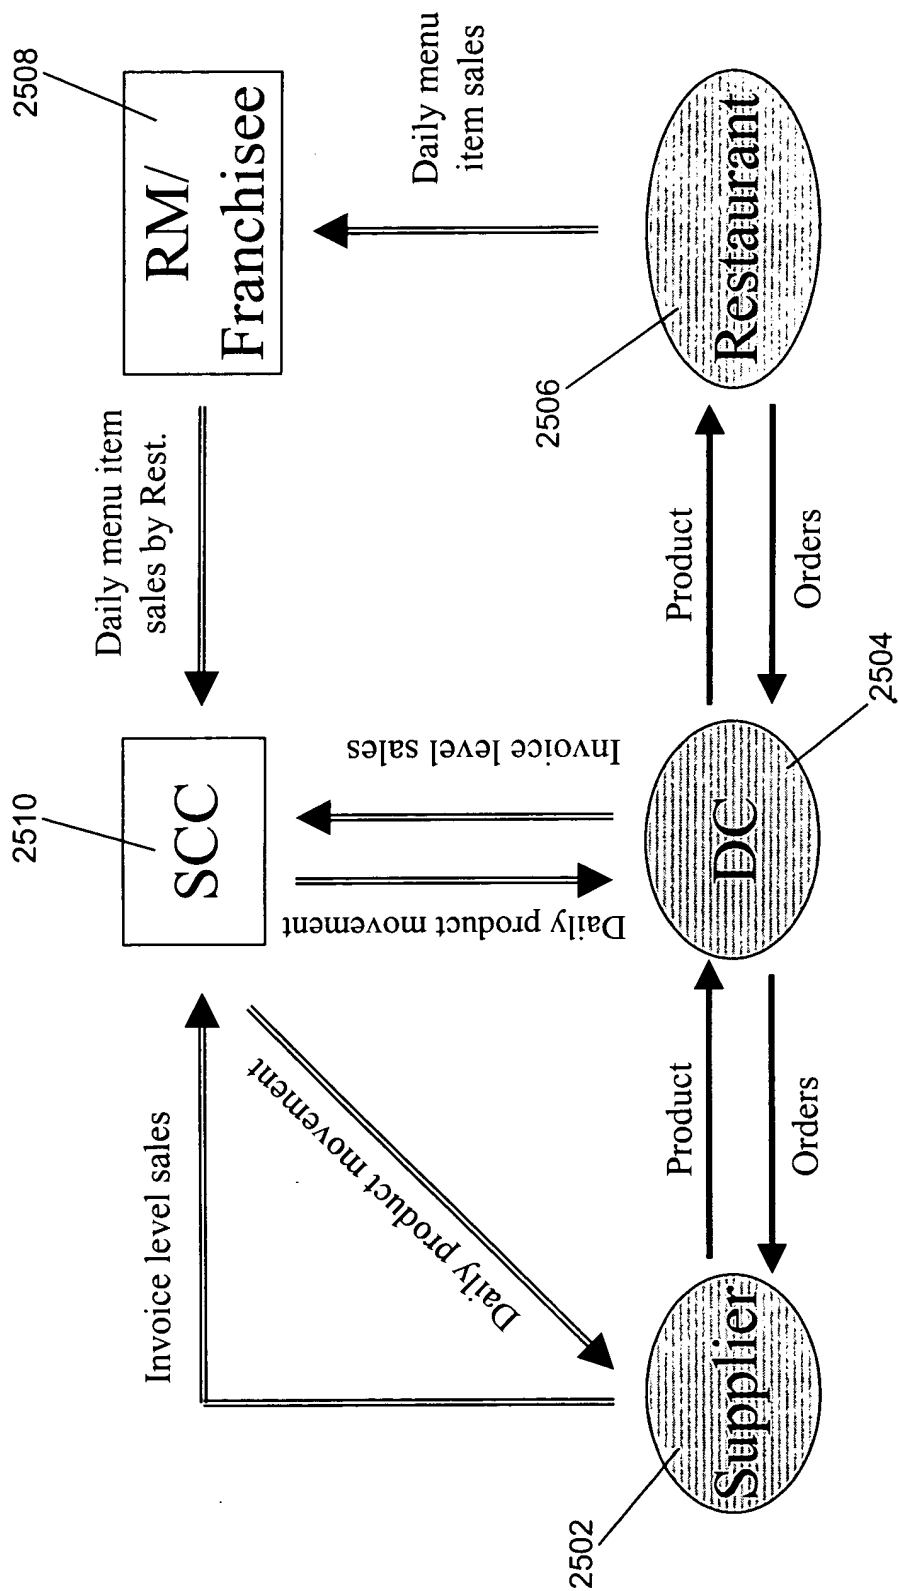 2510
2508
SCC
RM/
Franchisee
Invoice level sales
Daily menu item
sales by Rest.
Daily product movement
Daily product movement
Invoice level sales
Daily menu
item sales
2502
2506
Supplier
Product
DC
Product
Restaurant
Orders
Orders
2504